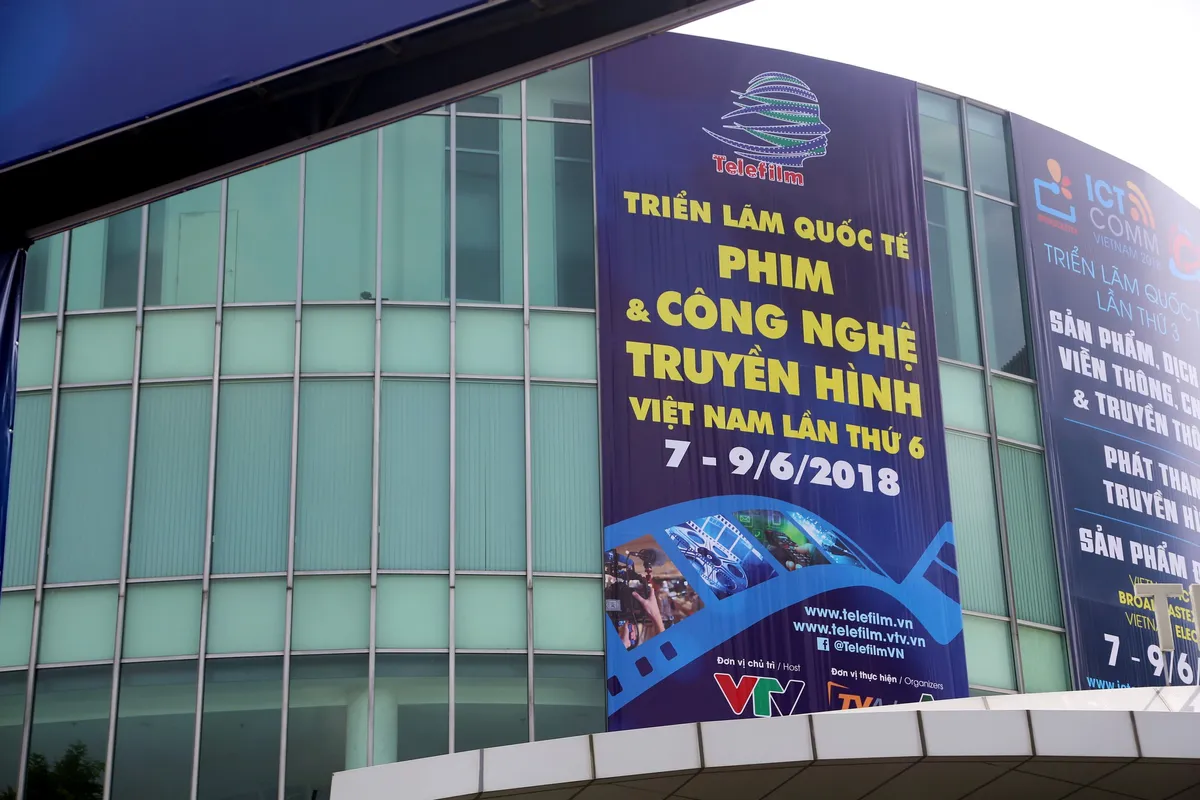 Telefilm
TRIỂN LÃM QUỐC TẾ
PHIM
& CÔNG NGHỆ
TRUYỀN HÌNH
VIỆT NAM LẦN THỨ 6
7 - 9/6/2018
www.telefilm.vn
www.telefilm.vtv.vn
@TelefilmVN
Đơn vị chủ trì / Host
Đơn vị thực hiện / Organizers
VTV
ICT
COMM
VIETNAM
TRIỂN LÃM QUỐC
LẦN THỨ 3
SẢN PHẨM, DỊCH
VIỄN THÔNG,
& TRUYỀN
PHÁT
TRUYỀN
SẢN PHẨM
7 - 9/6